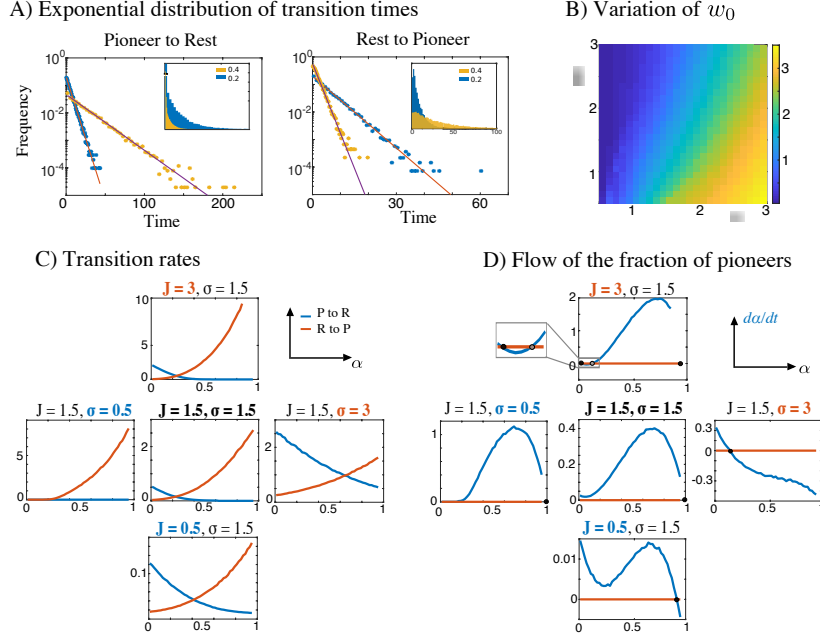 A) Exponential distribution of transition times
B) Variation of w₀
Pioneer to Rest
Rest to Pioneer
Frequency
10⁰
10⁻²
10⁻⁴
0 100 200
Time
0.4
0.2
10⁰
10⁻²
10⁻⁴
0 30 60
Time
0.4
0.2
0 50 100
3
2
1
1 2 3
3
2
1
C) Transition rates
D) Flow of the fraction of pioneers
J = 3, σ = 1.5
10
5
0
0 0.5 1
P to R
R to P
α
J = 1.5, σ = 0.5
5
0
0 0.5 1
J = 1.5, σ = 1.5
2
0
0 0.5 1
J = 1.5, σ = 3
2
0
0 0.5 1
J = 0.5, σ = 1.5
0.1
0 0.5 1
J = 3, σ = 1.5
2
1
0
0 0.5 1
dα/dt
α
J = 1.5, σ = 0.5
1
0
0 0.5 1
J = 1.5, σ = 1.5
0.4
0.2
0
0 0.5 1
J = 1.5, σ = 3
0.3
0
-0.3
0 0.5 1
J = 0.5, σ = 1.5
0.01
0
0 0.5 1